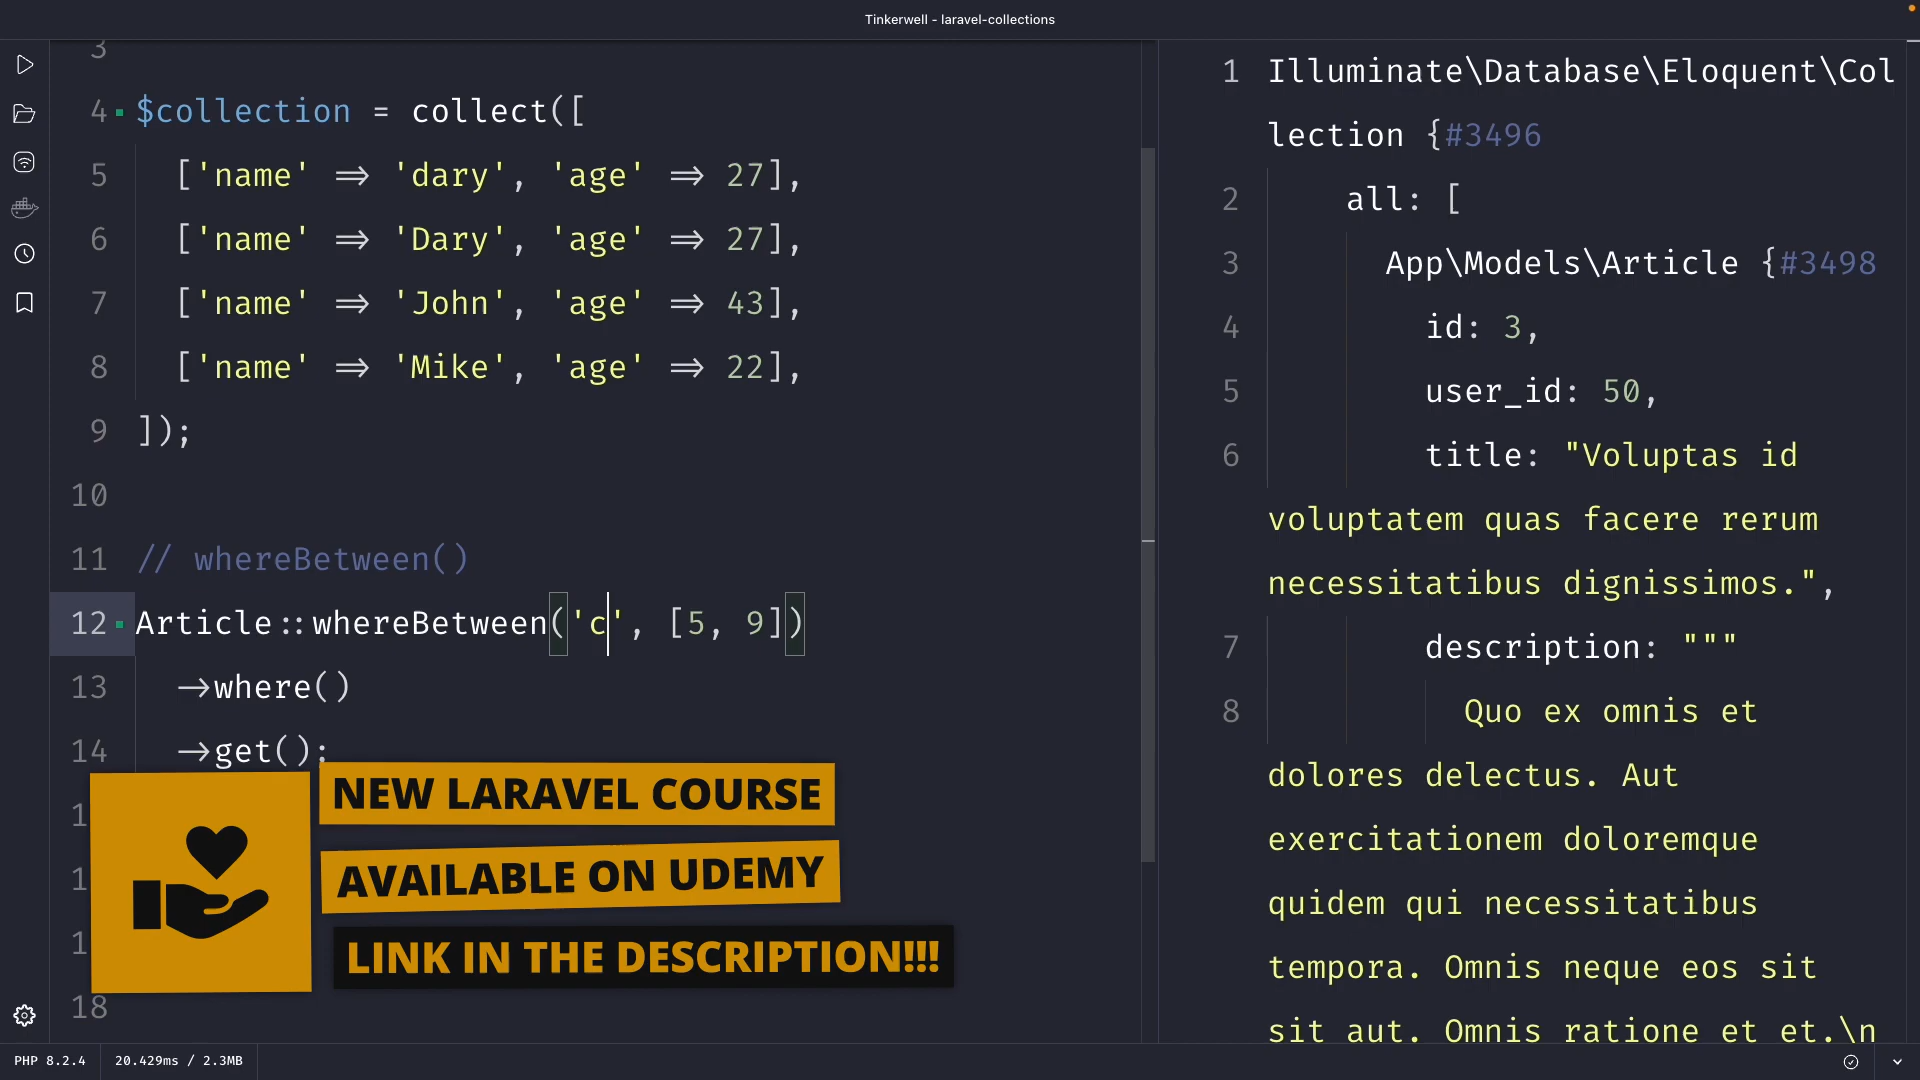 Tinkerwell - laravel-collections
3
4 $collection = collect([
5 ['name' => 'dary', 'age' => 27],
6 ['name' => 'Dary', 'age' => 27],
7 ['name' => 'John', 'age' => 43],
8 ['name' => 'Mike', 'age' => 22],
9 ]);
10
11 // whereBetween()
12 Article::whereBetween('c', [5, 9])
13 ->where()
14 ->get();
1
1
1
18
NEW LARAVEL COURSE
AVAILABLE ON UDEMY
LINK IN THE DESCRIPTION!!!
1 Illuminate\Database\Eloquent\Col
lection {#3496
2 all: [
3 App\Models\Article {#3498
4 id: 3,
5 user_id: 50,
6 title: "Voluptas id
voluptatem quas facere rerum
necessitatibus dignissimos.",
7 description: """
8 Quo ex omnis et
dolores delectus. Aut
exercitationem doloremque
quidem qui necessitatibus
tempora. Omnis neque eos sit
sit aut. Omnis ratione et et.\n
PHP 8.2.4 20.429ms / 2.3MB